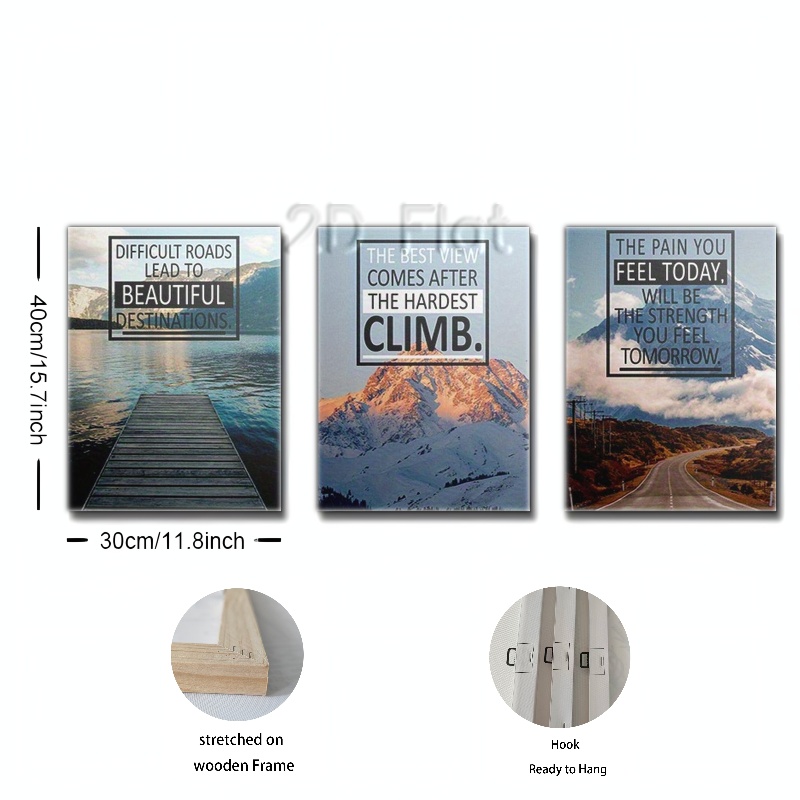 2D Flat
DIFFICULT ROADS
LEAD TO
BEAUTIFUL
DESTINATIONS.
THE BEST VIEW
COMES AFTER
THE HARDEST
CLIMB.
THE PAIN YOU
FEEL TODAY,
WILL BE
THE STRENGTH
YOU FEEL
TOMORROW.
40cm/15.7inch
30cm/11.8inch
stretched on
wooden Frame
Hook
Ready to Hang